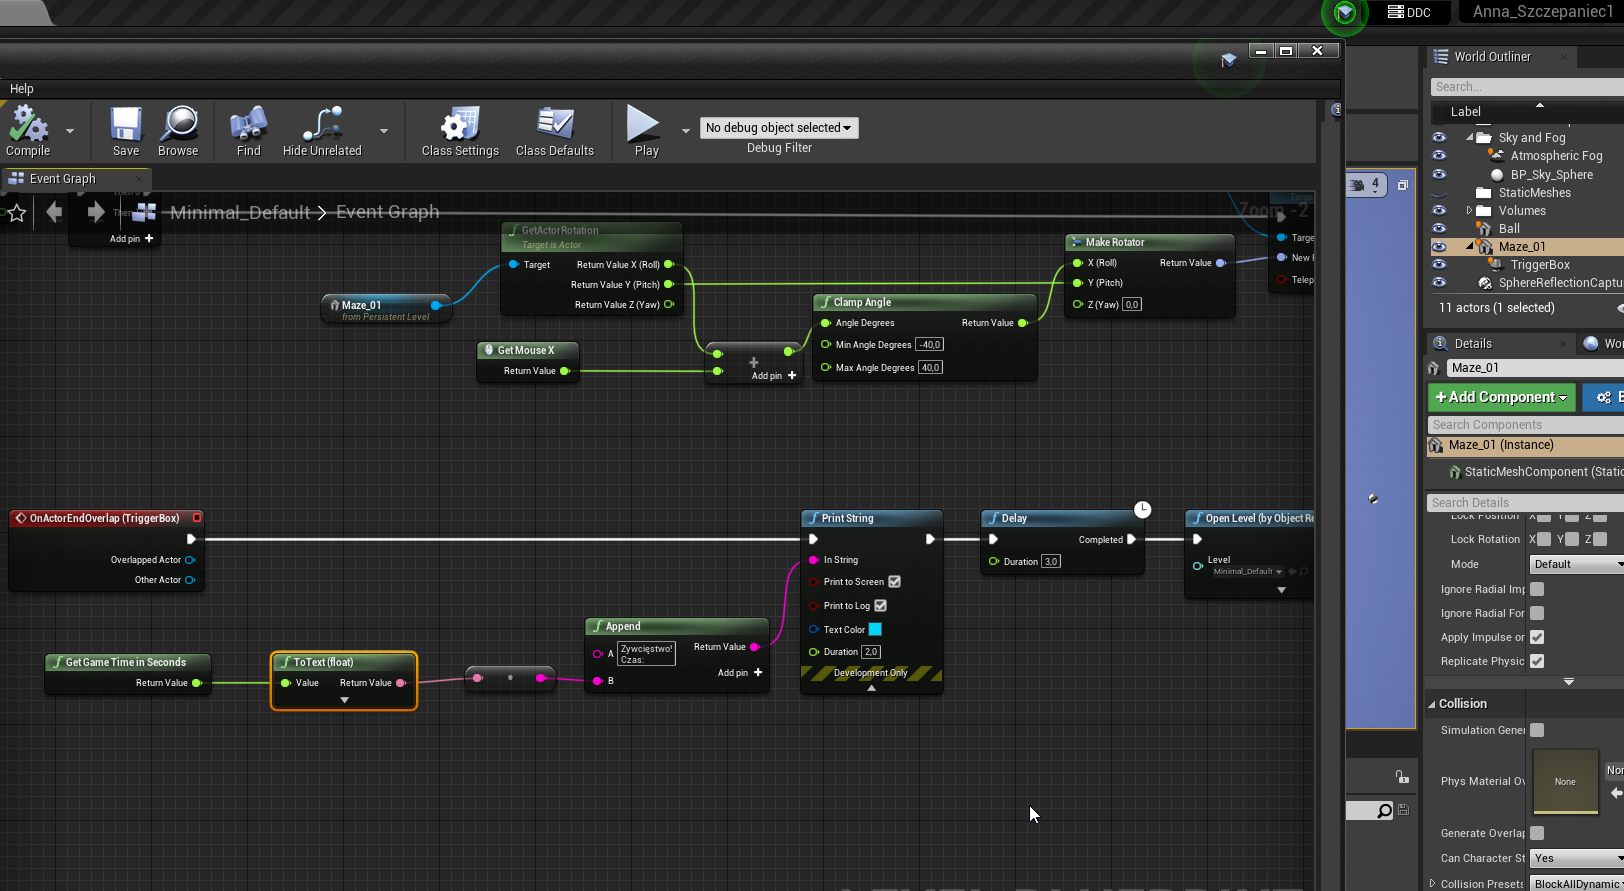 DDC
Anna_Szczepaniec1
Help
Compile
Save
Browse
Find
Hide Unrelated
Class Settings
Class Defaults
Play
No debug object selected
Debug Filter
Event Graph
Minimal_Default > Event Graph
Zoom -2
Add pin
GetActorRotation
Target is Actor
Target
Return Value X (Roll)
Return Value Y (Pitch)
Return Value Z (Yaw)
Maze_01
from Persistent Level
Get Mouse X
Return Value
Add pin
Clamp Angle
Angle Degrees
Return Value
Min Angle Degrees -40,0
Max Angle Degrees 40,0
Make Rotator
X (Roll)
Return Value
Y (Pitch)
Z (Yaw) 0,0
Targe
New R
Telep
OnActorEndOverlap (TriggerBox)
Overlapped Actor
Other Actor
Get Game Time in Seconds
Return Value
ToText (float)
Value
Return Value
Append
A Zywcięstwo!
Czas:
Return Value
Add pin
B
Print String
In String
Print to Screen
Print to Log
Text Color
Duration 2,0
Development Only
Delay
Completed
Duration 3,0
Open Level (by Object Re
Level
Minimal_Default
4
World Outliner
Search...
Label
Sky and Fog
Atmospheric Fog
BP_Sky_Sphere
StaticMeshes
Volumes
Ball
Maze_01
TriggerBox
SphereReflectionCaptu
11 actors (1 selected)
Details
Wor
Maze_01
Add Component
Search Components
Maze_01 (Instance)
StaticMeshComponent (Static
Search Details
Lock Position X Y Z
Lock Rotation X Y Z
Mode Default
Ignore Radial Imp
Ignore Radial For
Apply Impulse on
Replicate Physic
Collision
Simulation Gener
Phys Material Ov None Non
Generate Overlap
Can Character St Yes
Collision Presets BlockAllDynamic